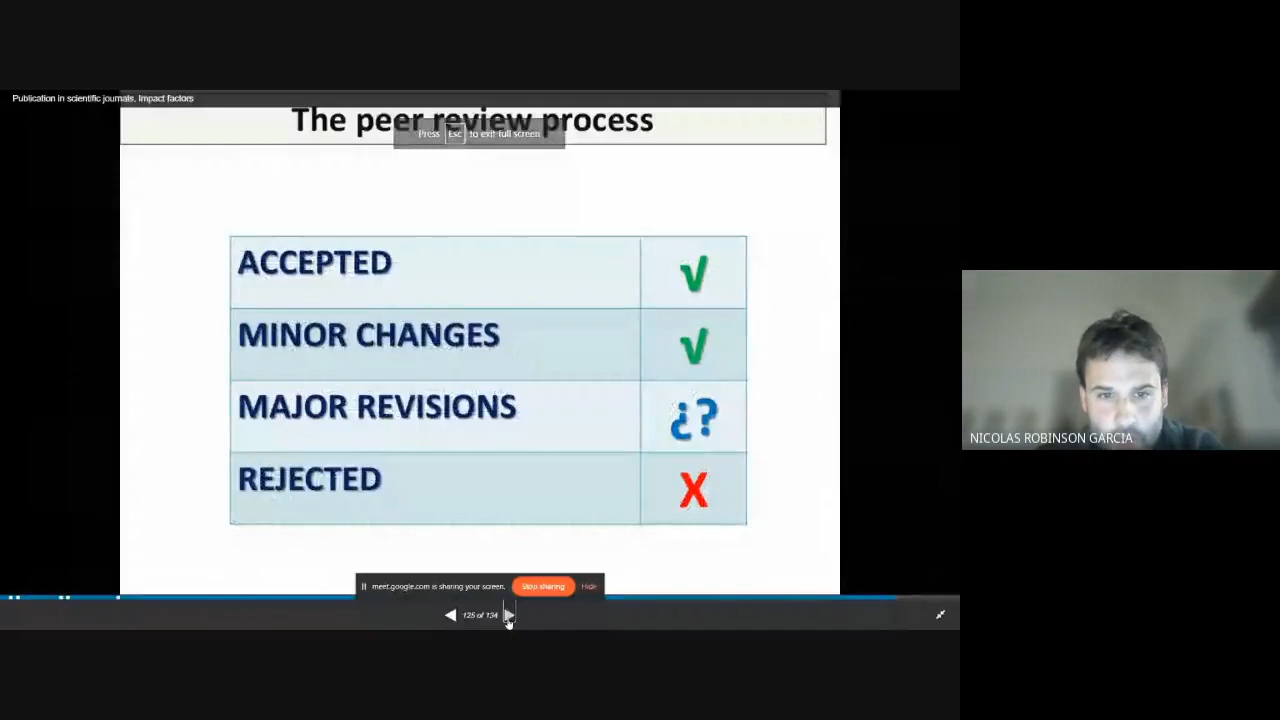 Publication in scientific journals. Impact factors
The peer review process
Press Esc to exit full screen
ACCEPTED √
MINOR CHANGES √
MAJOR REVISIONS ¿?
REJECTED X
NICOLAS ROBINSON GARCIA
meet.google.com is sharing your screen. Stop sharing Hide
125 of 134